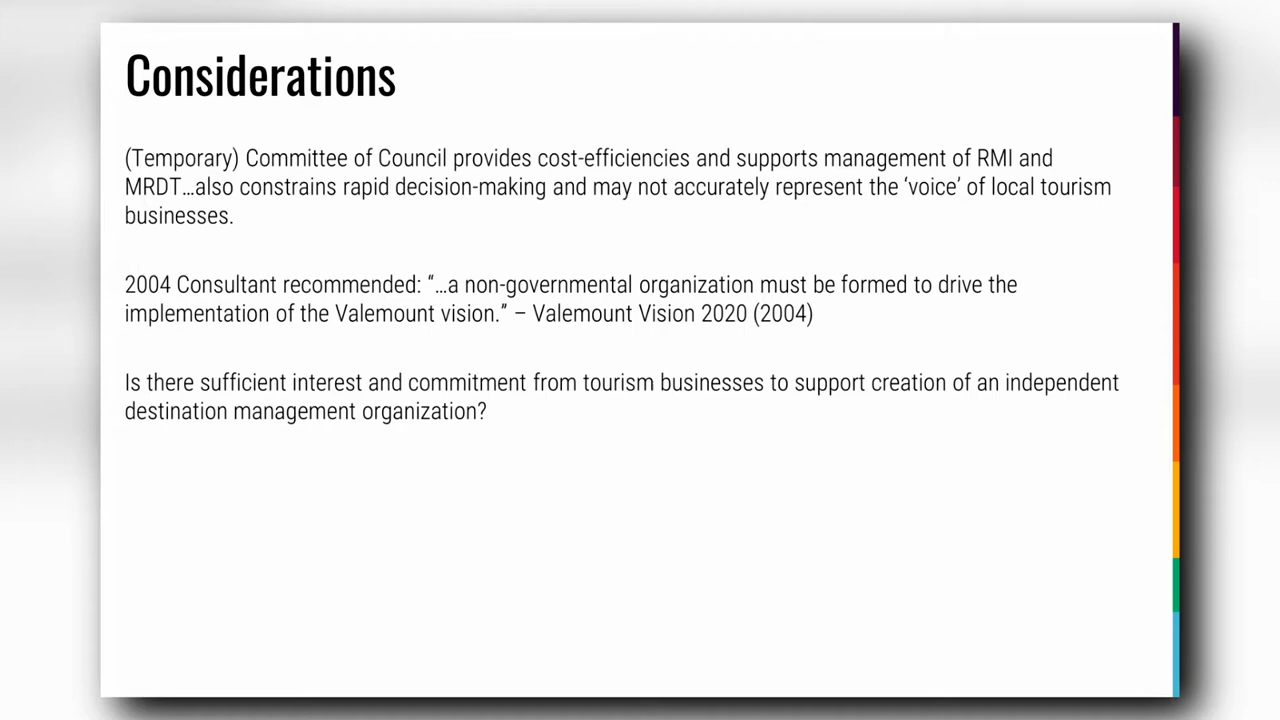 Considerations
(Temporary) Committee of Council provides cost-efficiencies and supports management of RMI and
MRDT…also constrains rapid decision-making and may not accurately represent the ‘voice’ of local tourism
businesses.
2004 Consultant recommended: “…a non-governmental organization must be formed to drive the
implementation of the Valemount vision.” – Valemount Vision 2020 (2004)
Is there sufficient interest and commitment from tourism businesses to support creation of an independent
destination management organization?